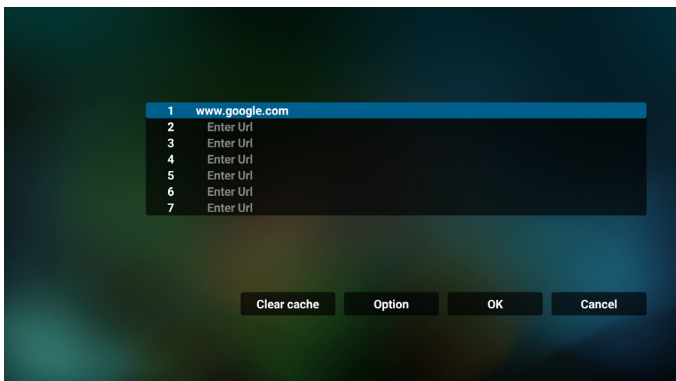 1 www.google.com
2 Enter Url
3 Enter Url
4 Enter Url
5 Enter Url
6 Enter Url
7 Enter Url
Clear cache Option OK Cancel